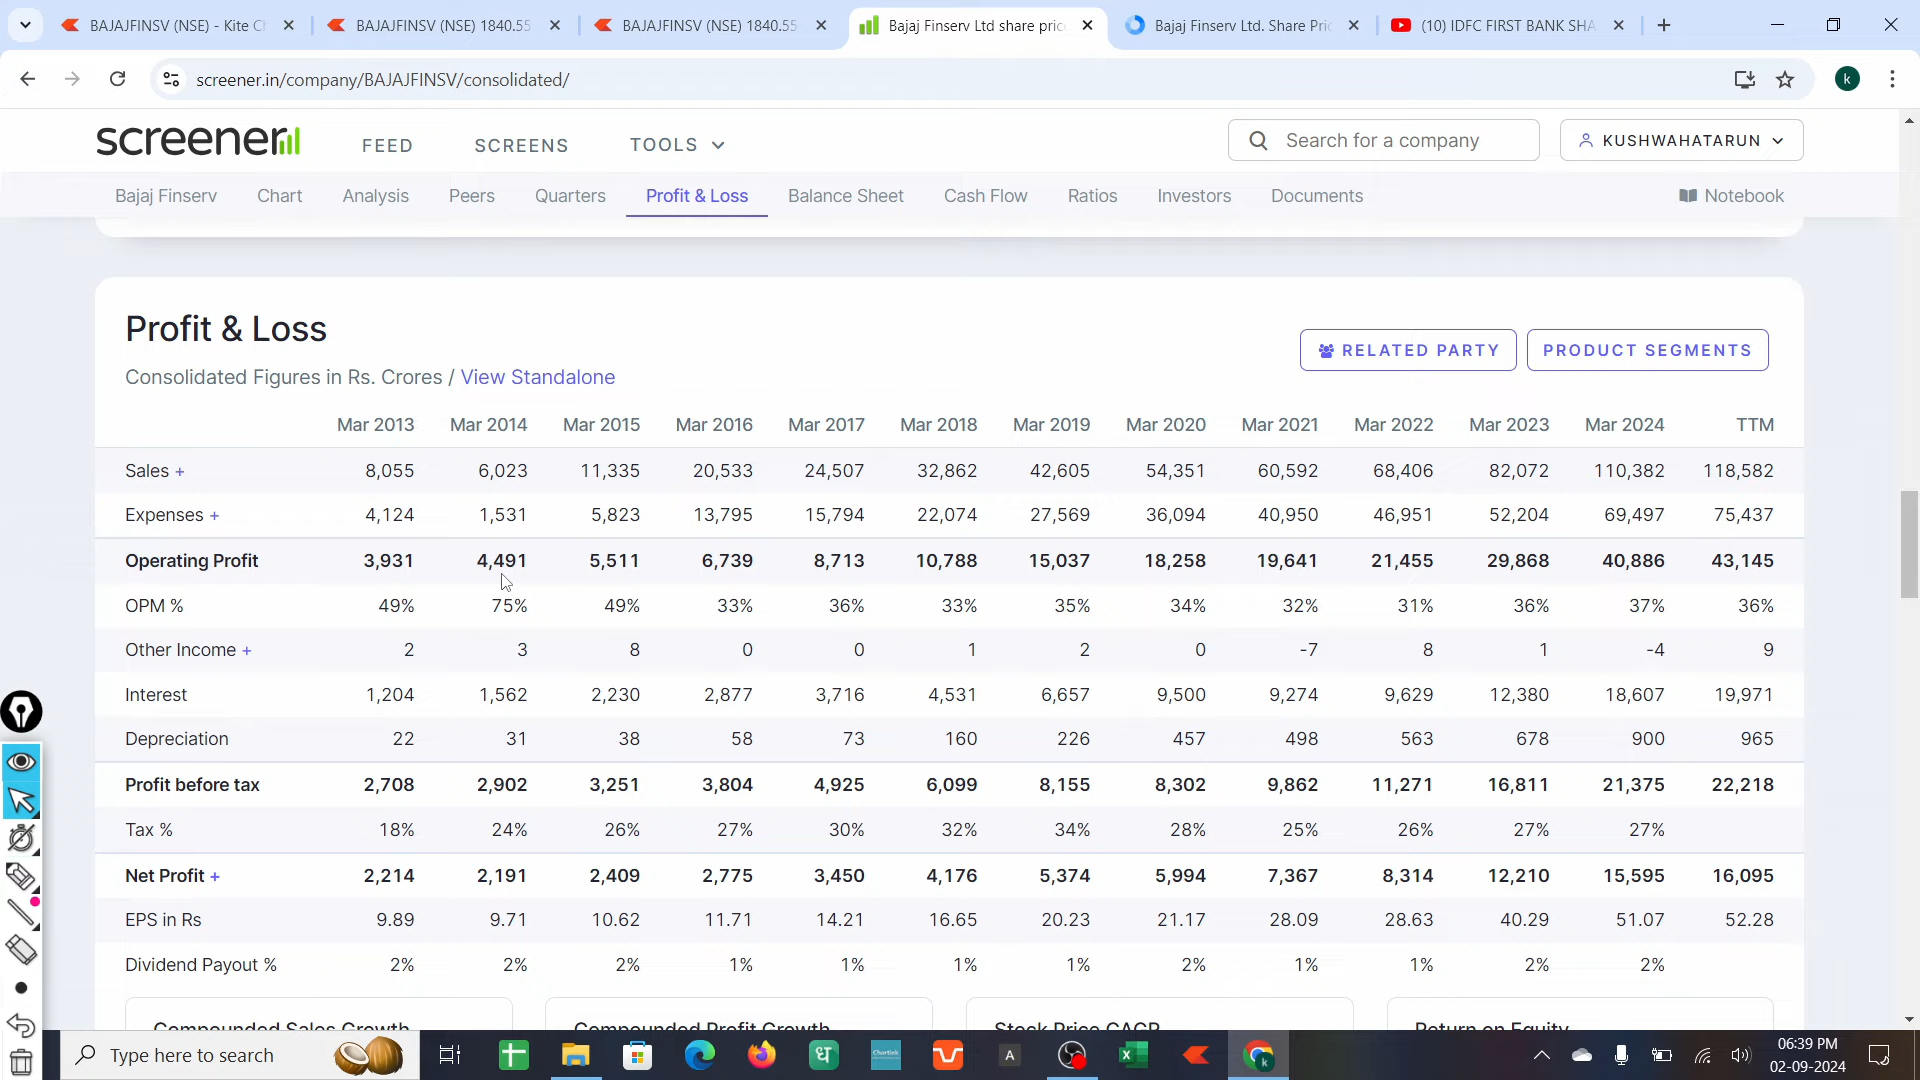 BAJAJFINSV (NSE) - Kite Ch
BAJAJFINSV (NSE) 1840.55
BAJAJFINSV (NSE) 1840.55
Bajaj Finserv Ltd share price
Bajaj Finserv Ltd. Share Pric
(10) IDFC FIRST BANK SHA
screener.in/company/BAJAJFINSV/consolidated/
k
screener
FEED
SCREENS
TOOLS
Search for a company
KUSHWAHATARUN
Bajaj Finserv
Chart
Analysis
Peers
Quarters
Profit & Loss
Balance Sheet
Cash Flow
Ratios
Investors
Documents
Notebook
Profit & Loss
Consolidated Figures in Rs. Crores / View Standalone
RELATED PARTY
PRODUCT SEGMENTS
Mar 2013 Mar 2014 Mar 2015 Mar 2016 Mar 2017 Mar 2018 Mar 2019 Mar 2020 Mar 2021 Mar 2022 Mar 2023 Mar 2024 TTM
Sales + 8,055 6,023 11,335 20,533 24,507 32,862 42,605 54,351 60,592 68,406 82,072 110,382 118,582
Expenses + 4,124 1,531 5,823 13,795 15,794 22,074 27,569 36,094 40,950 46,951 52,204 69,497 75,437
Operating Profit 3,931 4,491 5,511 6,739 8,713 10,788 15,037 18,258 19,641 21,455 29,868 40,886 43,145
OPM % 49% 75% 49% 33% 36% 33% 35% 34% 32% 31% 36% 37% 36%
Other Income + 2 3 8 0 0 1 2 0 -7 8 1 -4 9
Interest 1,204 1,562 2,230 2,877 3,716 4,531 6,657 9,500 9,274 9,629 12,380 18,607 19,971
Depreciation 22 31 38 58 73 160 226 457 498 563 678 900 965
Profit before tax 2,708 2,902 3,251 3,804 4,925 6,099 8,155 8,302 9,862 11,271 16,811 21,375 22,218
Tax % 18% 24% 26% 27% 30% 32% 34% 28% 25% 26% 27% 27%
Net Profit + 2,214 2,191 2,409 2,775 3,450 4,176 5,374 5,994 7,367 8,314 12,210 15,595 16,095
EPS in Rs 9.89 9.71 10.62 11.71 14.21 16.65 20.23 21.17 28.09 28.63 40.29 51.07 52.28
Dividend Payout % 2% 2% 2% 1% 1% 1% 1% 2% 1% 1% 2% 2%
Compounded Sales Growth
Compounded Profit Growth
Stock Price CAGR
Return on Equity
Type here to search
धा
Chartink
A
k
06:39 PM
02-09-2024